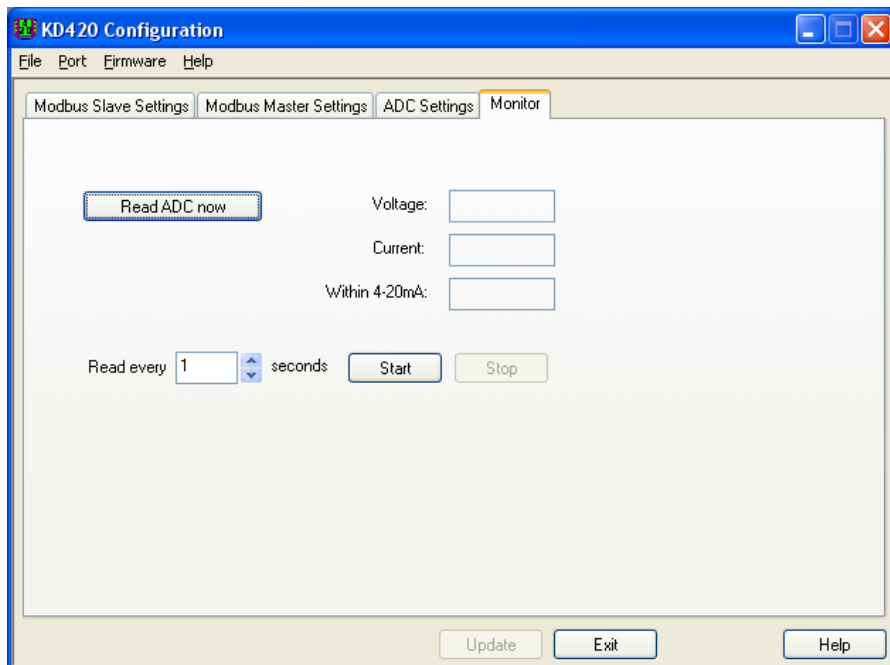 KD420 Configuration
File Port Firmware Help
Modbus Slave Settings Modbus Master Settings ADC Settings Monitor
Read ADC now Voltage:
Current:
Within 4-20mA:
Read every 1 seconds Start Stop
Update Exit Help